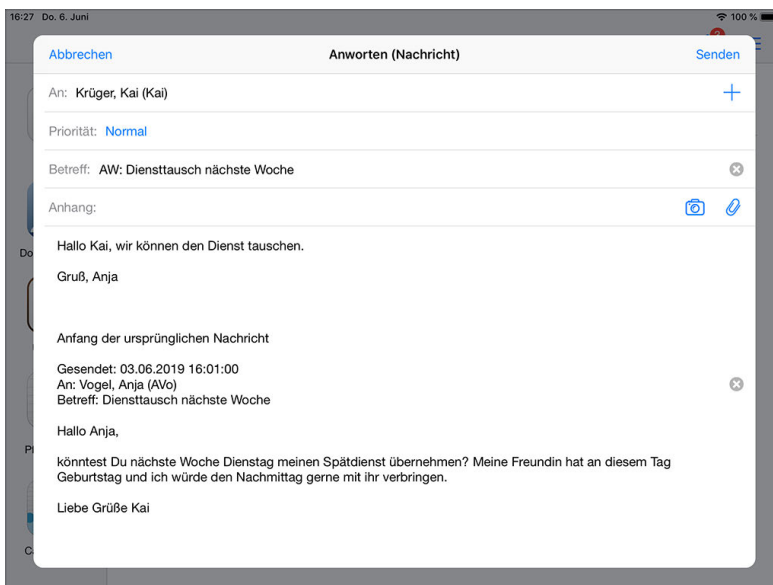 16:27 Do. 6. Juni
100 %
Abbrechen
Anworten (Nachricht)
Senden
An: Krüger, Kai (Kai)
Priorität: Normal
Betreff: AW: Diensttausch nächste Woche
Anhang:
Hallo Kai, wir können den Dienst tauschen.
Gruß, Anja
Anfang der ursprünglichen Nachricht
Gesendet: 03.06.2019 16:01:00
An: Vogel, Anja (AVo)
Betreff: Diensttausch nächste Woche
Hallo Anja,
könntest Du nächste Woche Dienstag meinen Spätdienst übernehmen? Meine Freundin hat an diesem Tag
Geburtstag und ich würde den Nachmittag gerne mit ihr verbringen.
Liebe Grüße Kai